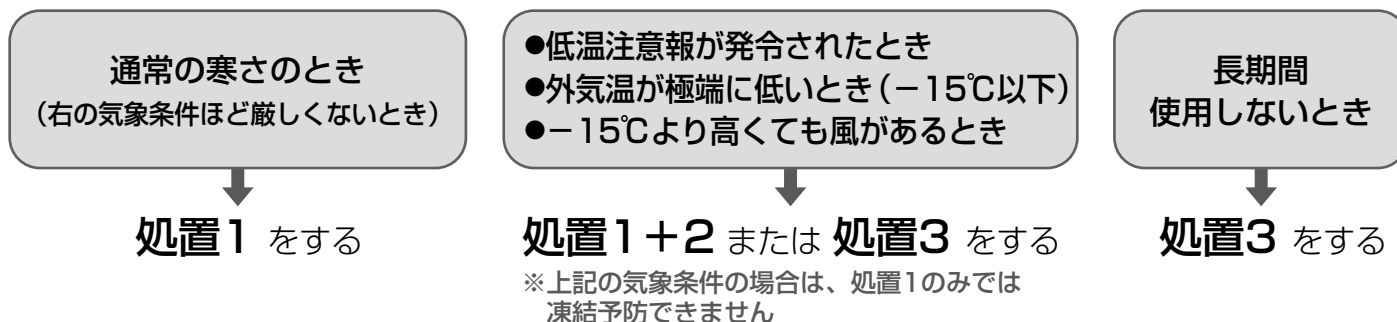 通常の寒さのとき
（右の気象条件ほど厳しくないとき）
処置1 をする
●低温注意報が発令されたとき
●外気温が極端に低いとき（－15℃以下）
●－15℃より高くても風があるとき
処置1＋2 または 処置3 をする
※上記の気象条件の場合は、処置1のみでは
凍結予防できません
長期間
使用しないとき
処置3 をする